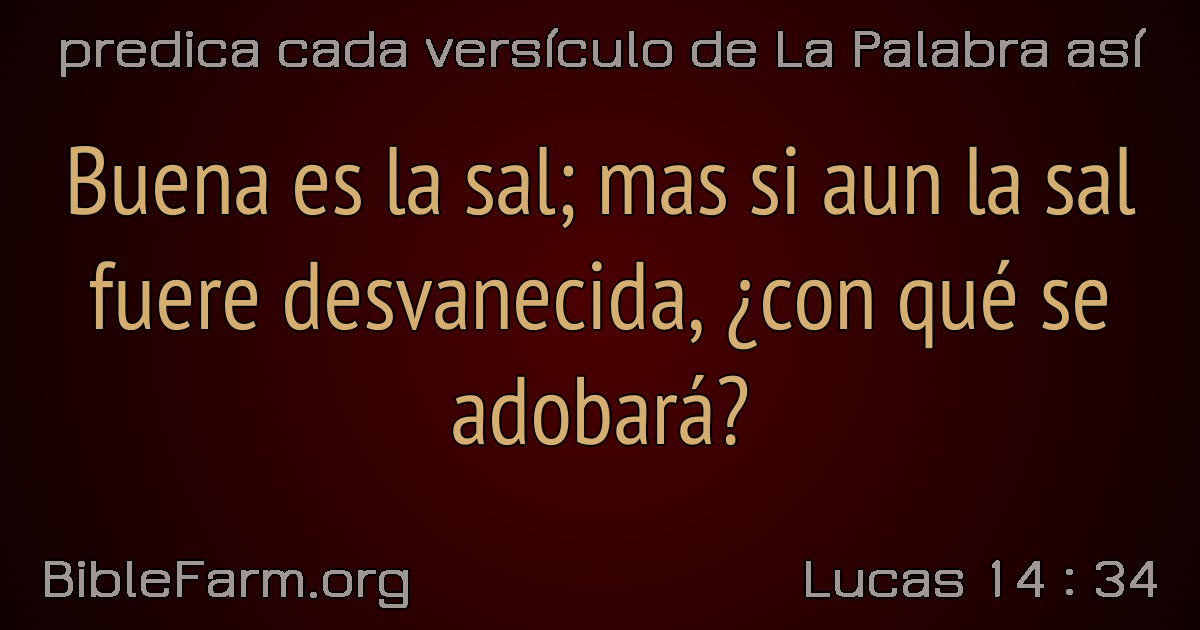 predica cada versículo de La Palabra así
Buena es la sal; mas si aun la sal
fuere desvanecida, ¿con qué se
adobará?
BibleFarm.org
Lucas 14 : 34